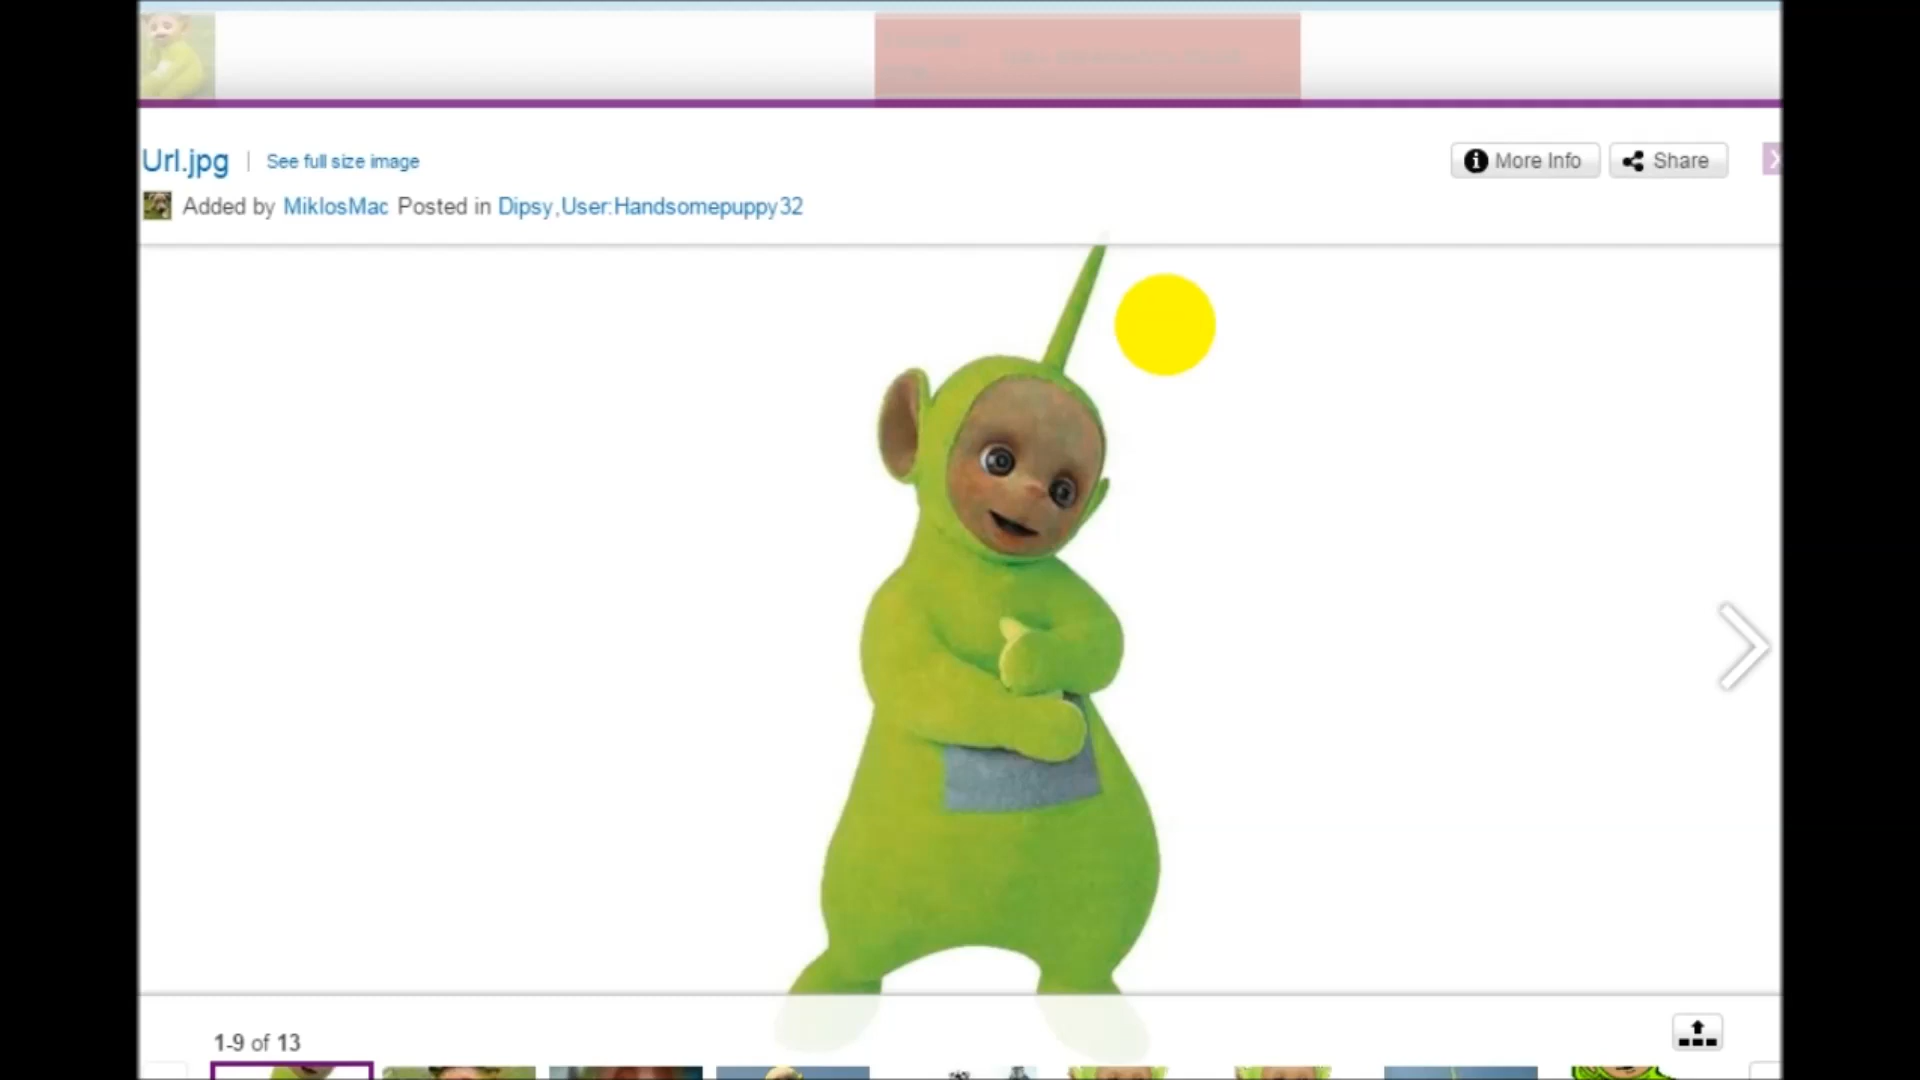 Url.jpg See full size image More Info Share
Added by MiklosMac Posted in Dipsy,User:Handsomepuppy32
1-9 of 13